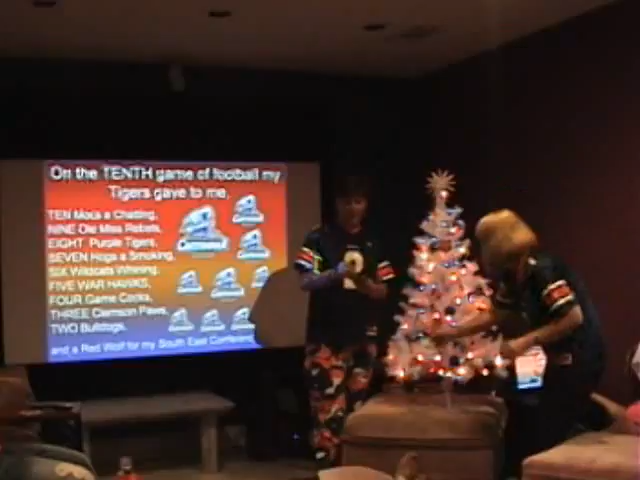 On the TENTH game of football my
Tigers gave to me,
TEN Mocs a Chatting,
NINE Ole Miss Rebels,
EIGHT Purple Tigers,
SEVEN Hogs a Smoking,
SIX Wildcats Whining,
FIVE WAR HAWKS,
FOUR Game Cocks,
THREE Clemson Paws,
TWO Bulldogs,
and a Red Wolf for my South East Conference